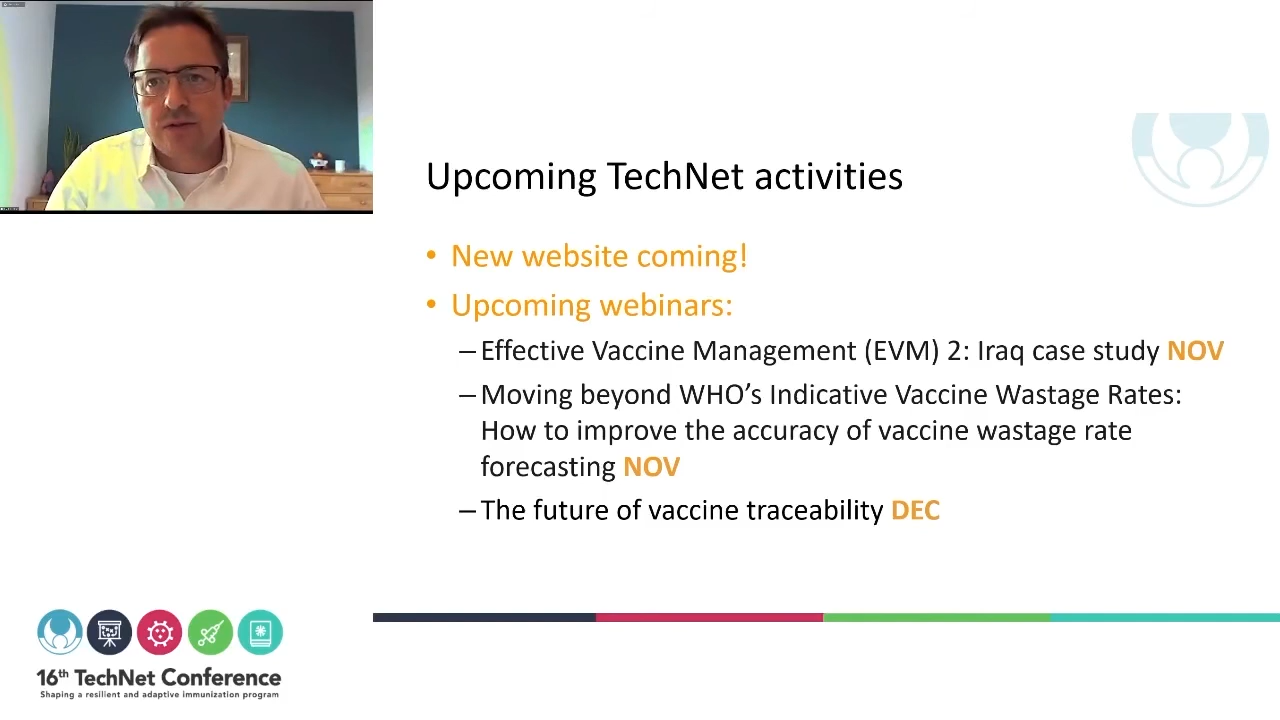 Upcoming TechNet activities
• New website coming!
• Upcoming webinars:
– Effective Vaccine Management (EVM) 2: Iraq case study NOV
– Moving beyond WHO’s Indicative Vaccine Wastage Rates:
How to improve the accuracy of vaccine wastage rate
forecasting NOV
– The future of vaccine traceability DEC
16th TechNet Conference
Shaping a resilient and adaptive immunization program